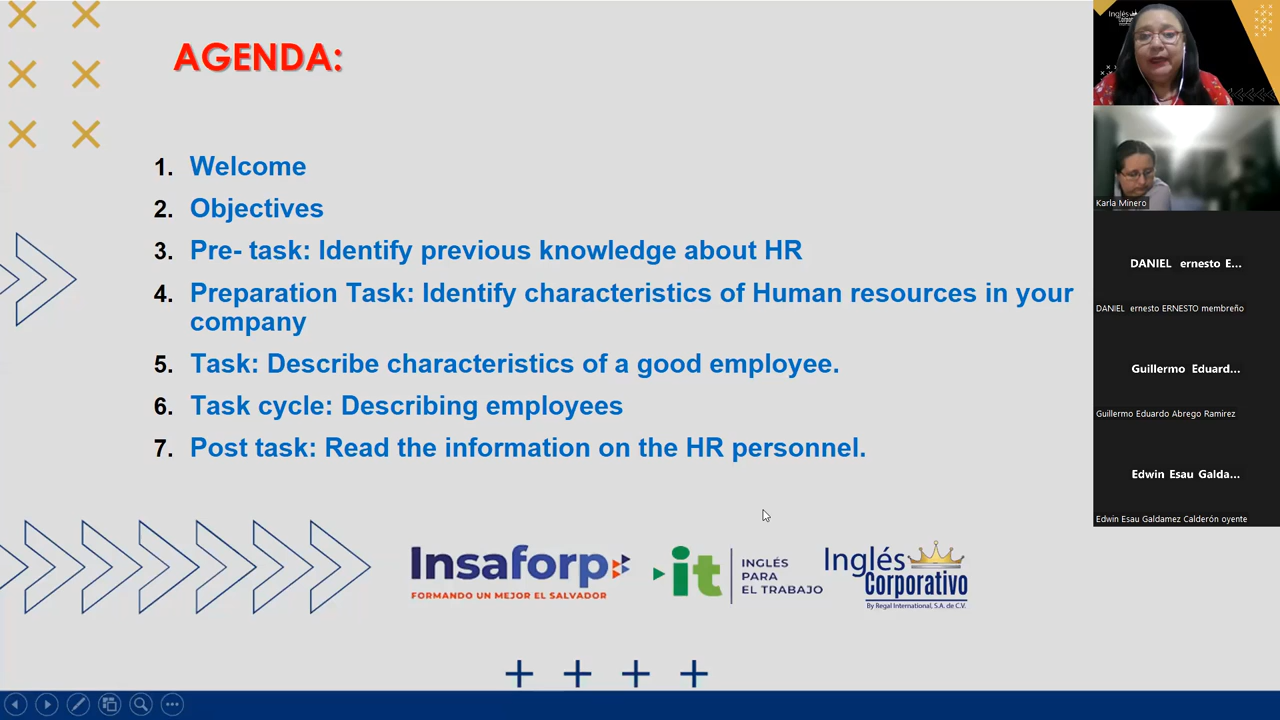 AGENDA:
1. Welcome
2. Objectives
3. Pre- task: Identify previous knowledge about HR
4. Preparation Task: Identify characteristics of Human resources in your
company
5. Task: Describe characteristics of a good employee.
6. Task cycle: Describing employees
7. Post task: Read the information on the HR personnel.
Insaforp
FORMANDO UN MEJOR EL SALVADOR
it
INGLÉS
PARA
EL TRABAJO
Inglés
Corporativo
By Regal International, S.A. de C.V.
Inglés
Karla Minero
DANIEL ernesto E...
DANIEL ernesto ERNESTO membreño
Guillermo Eduard...
Guillermo Eduardo Abrego Ramirez
Edwin Esau Galda...
Edwin Esau Galdamez Calderón oyente